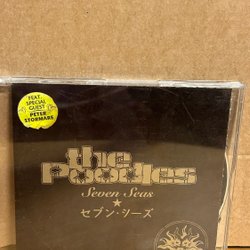 FEAT.
SPECIAL
GUEST
PETER
STORMARE
the
Poodles
Seven Seas
セブン・シーズ